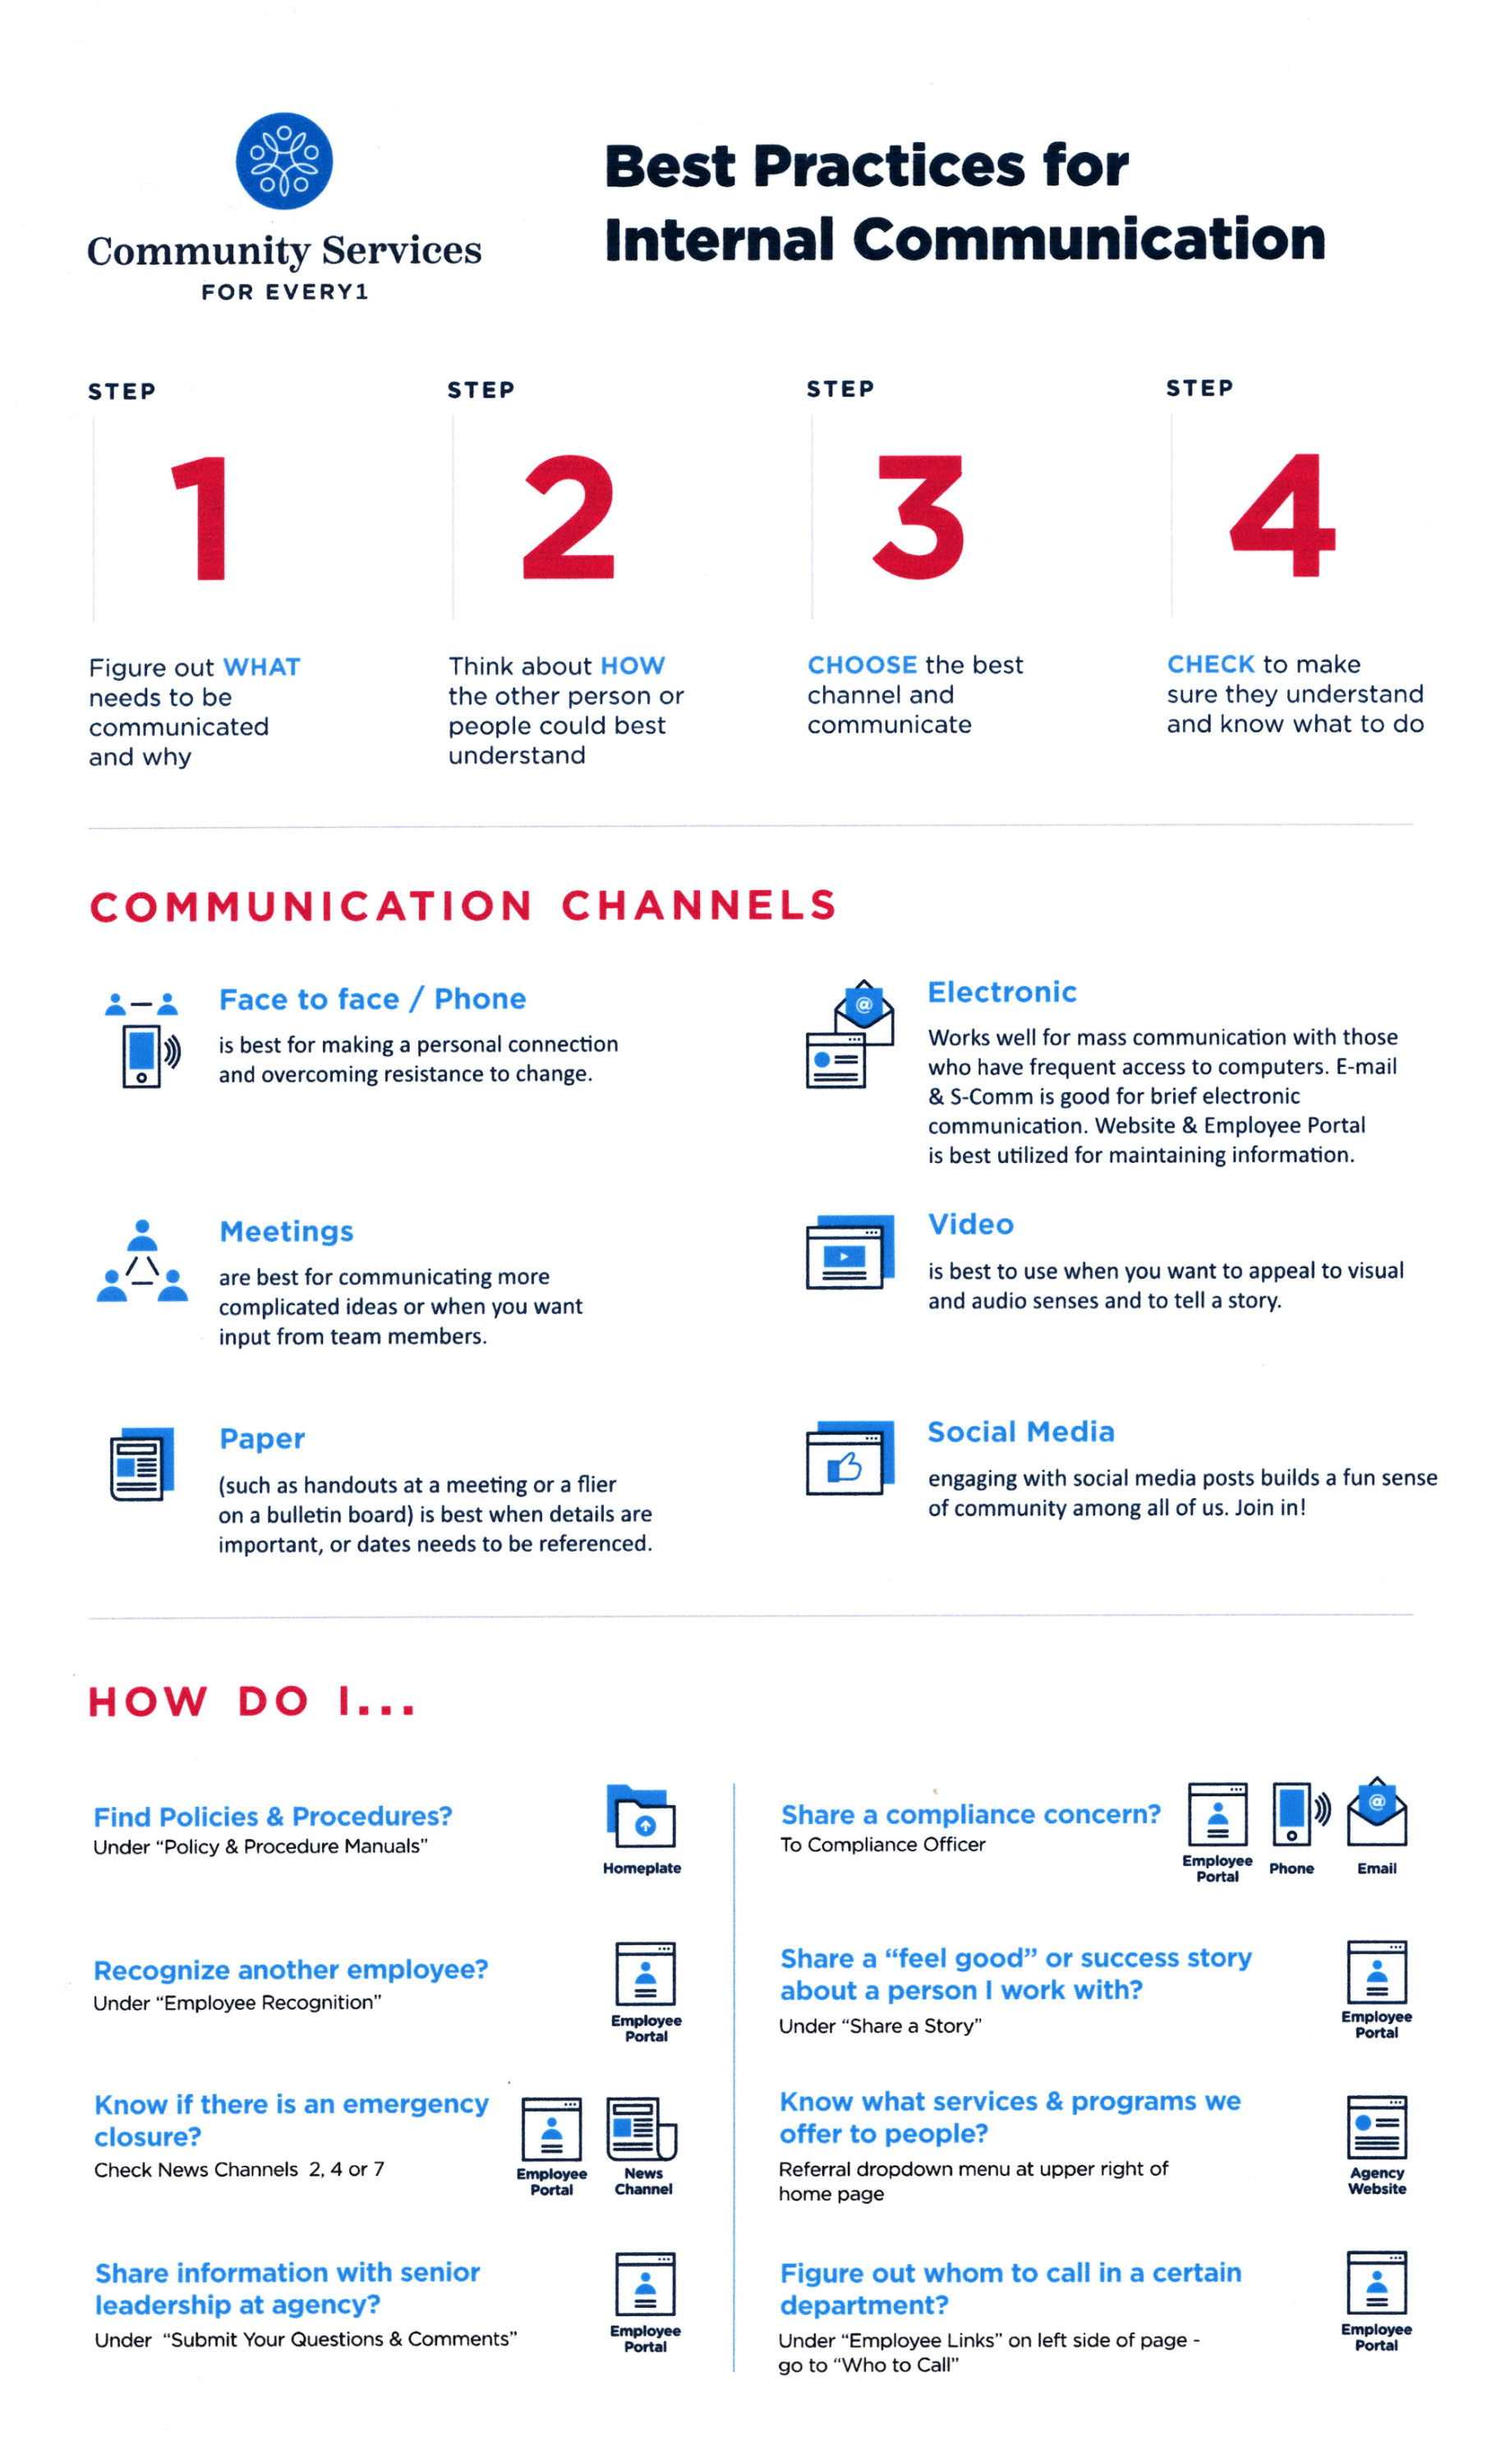 Community Services
FOR EVERY1
Best Practices for
Internal Communication
STEP
1
Figure out WHAT
needs to be
communicated
and why
STEP
2
Think about HOW
the other person or
people could best
understand
STEP
3
CHOOSE the best
channel and
communicate
STEP
4
CHECK to make
sure they understand
and know what to do
COMMUNICATION CHANNELS
Face to face / Phone
is best for making a personal connection
and overcoming resistance to change.
Electronic
Works well for mass communication with those
who have frequent access to computers. E-mail
& S-Comm is good for brief electronic
communication. Website & Employee Portal
is best utilized for maintaining information.
Meetings
are best for communicating more
complicated ideas or when you want
input from team members.
Video
is best to use when you want to appeal to visual
and audio senses and to tell a story.
Paper
(such as handouts at a meeting or a flier
on a bulletin board) is best when details are
important, or dates needs to be referenced.
Social Media
engaging with social media posts builds a fun sense
of community among all of us. Join in!
HOW DO I...
Find Policies & Procedures?
Under "Policy & Procedure Manuals"
Homeplate
Recognize another employee?
Under "Employee Recognition"
Employee
Portal
Know if there is an emergency
closure?
Check News Channels 2, 4 or 7
Employee
Portal
News
Channel
Share information with senior
leadership at agency?
Under "Submit Your Questions & Comments"
Employee
Portal
Share a compliance concern?
To Compliance Officer
Employee
Portal
Phone
@
Email
Share a "feel good" or success story
about a person I work with?
Under "Share a Story"
Employee
Portal
Know what services & programs we
offer to people?
Referral dropdown menu at upper right of
home page
Agency
Website
Figure out whom to call in a certain
department?
Under "Employee Links" on left side of page -
go to "Who to Call"
Employee
Portal